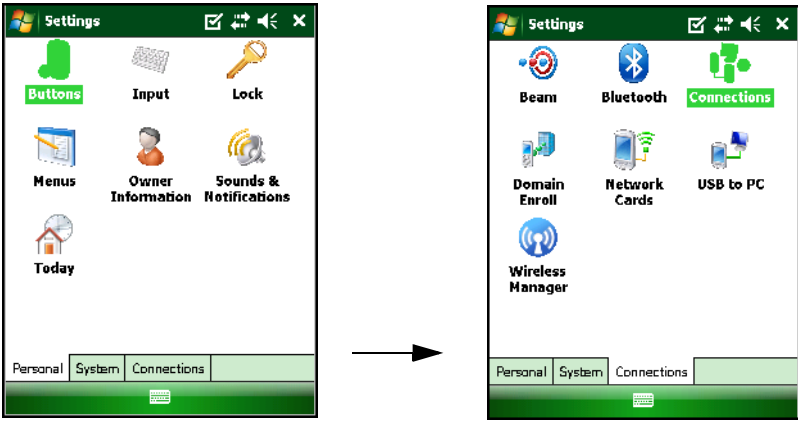 Settings
Buttons
Input
Lock
Menus
Owner
Information
Sounds &
Notifications
Today
Personal
System
Connections
Settings
Beam
Bluetooth
Connections
Domain
Enroll
Network
Cards
USB to PC
Wireless
Manager
Personal
System
Connections